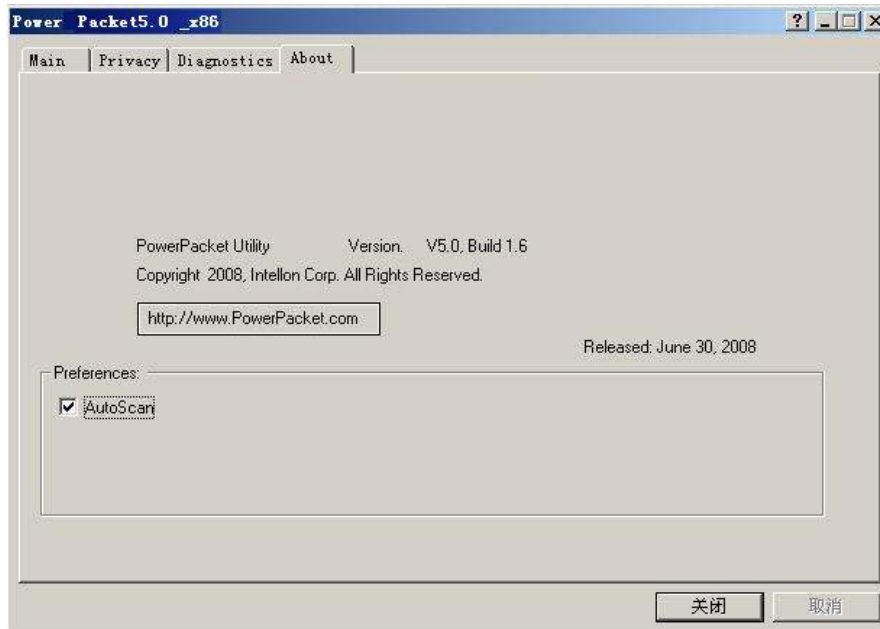 Power Packet5.0 _x86
Main Privacy Diagnostics About
PowerPacket Utility Version. V5.0, Build 1.6
Copyright 2008, Intellon Corp. All Rights Reserved.
http://www.PowerPacket.com
Released: June 30, 2008
Preferences:
AutoScan
关闭 取消